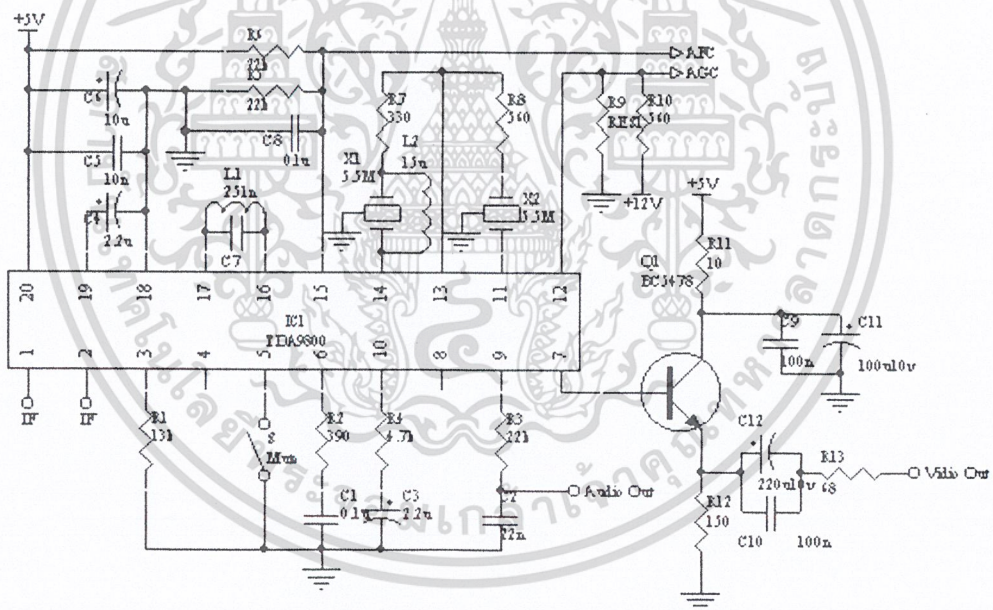 +5V
R6
22k
R5
22k
C6
10u
C8
0.1u
C5
10n
C4
2.2u
L1
251n
C7
R7
330
L2
15u
X1
5.5M
R8
560
X2
5.5M
AFC
AGC
R9
RES1
R10
560
+12V
+5V
R11
10
Q1
BC547B
C9
100n
C11
100u10v
20
19
18
17
16
15
14
13
11
12
IC1
TDA9800
1
2
3
4
5
6
10
8
9
7
IF
IF
R1
13k
S
Mute
R2
390
R4
4.7k
R3
22k
C1
0.1u
C3
2.2u
C2
22n
Audio Out
C12
220u10v
R13
68
Vidio Out
R12
150
C10
100n